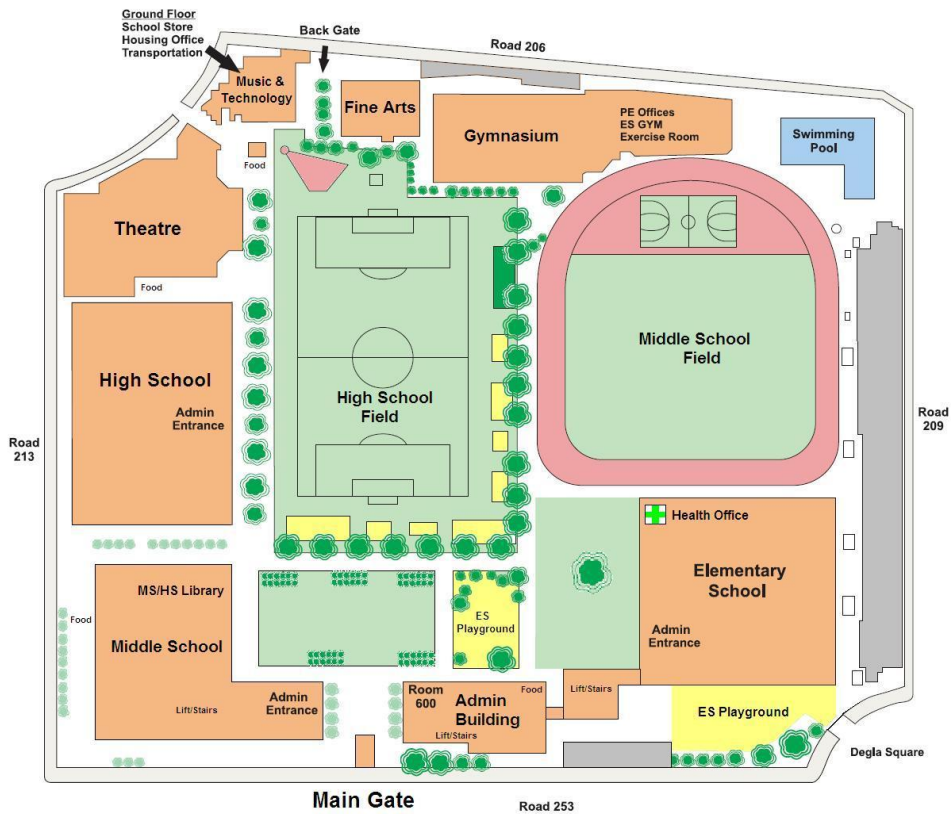 Ground Floor
School Store
Housing Office
Transportation
Back Gate
Road 206
Music &
Technology
Fine Arts
Gymnasium
PE Offices
ES GYM
Exercise Room
Swimming
Pool
Food
Theatre
Food
High School
Admin
Entrance
High School
Field
Middle School
Field
Road
213
Road
209
Health Office
Elementary
School
Admin
Entrance
MS/HS Library
Food
Middle School
Lift/Stairs
Admin
Entrance
ES
Playground
Room
600
Food
Admin
Building
Lift/Stairs
Lift/Stairs
ES Playground
Degla Square
Main Gate
Road 253